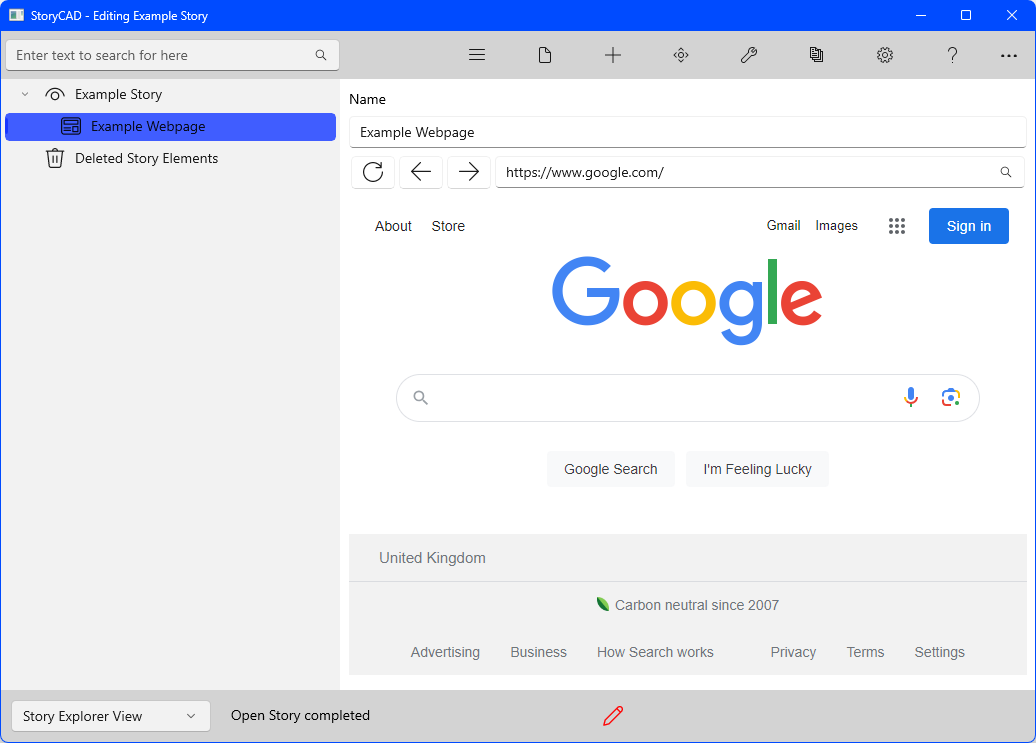 StoryCAD - Editing Example Story
Enter text to search for here
Example Story
Example Webpage
Deleted Story Elements
Name
Example Webpage
https://www.google.com/
About Store Gmail Images Sign in
Google
Google Search I'm Feeling Lucky
United Kingdom
Carbon neutral since 2007
Advertising Business How Search works Privacy Terms Settings
Story Explorer View Open Story completed